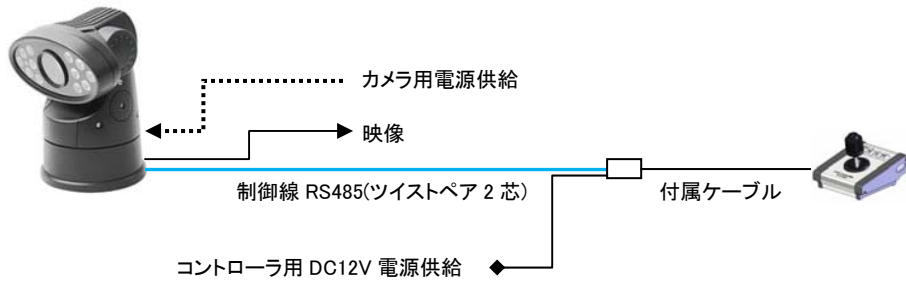 カメラ用電源供給
映像
制御線 RS485(ツイストペア 2 芯)
付属ケーブル
コントローラ用 DC12V 電源供給